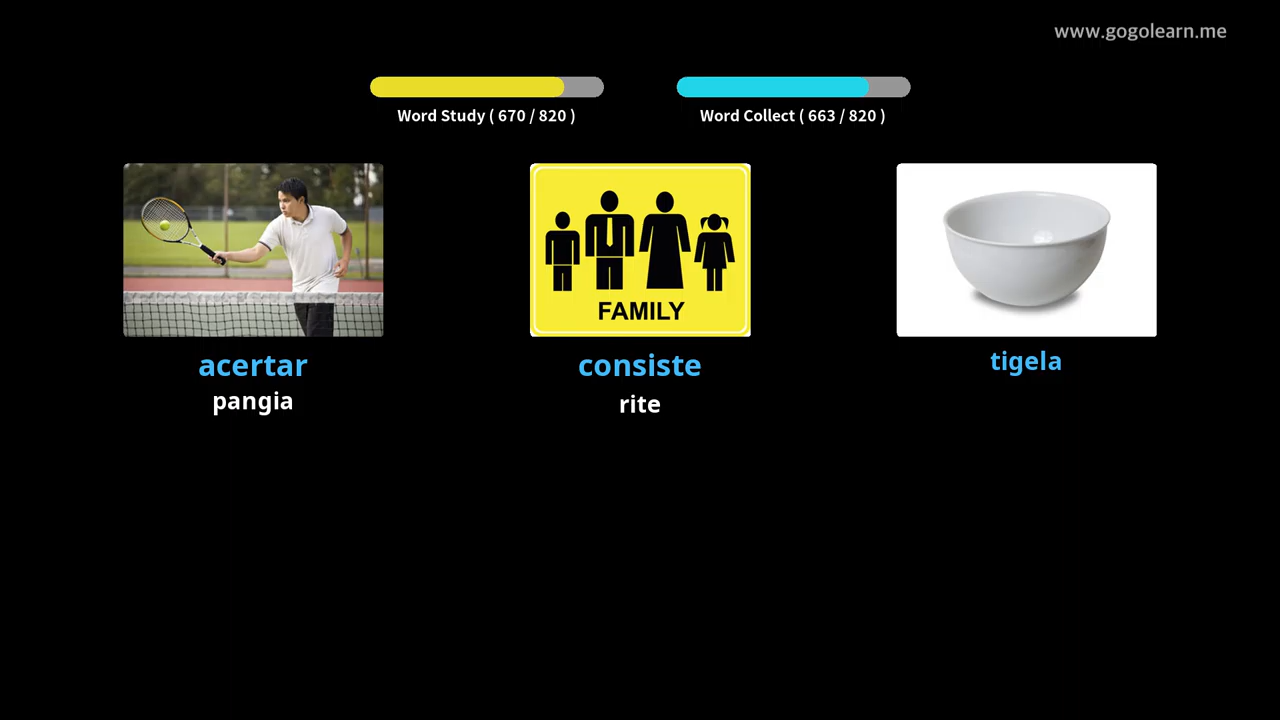 www.gogolearn.me
Word Study ( 670 / 820 )
Word Collect ( 663 / 820 )
FAMILY
acertar
pangia
consiste
rite
tigela